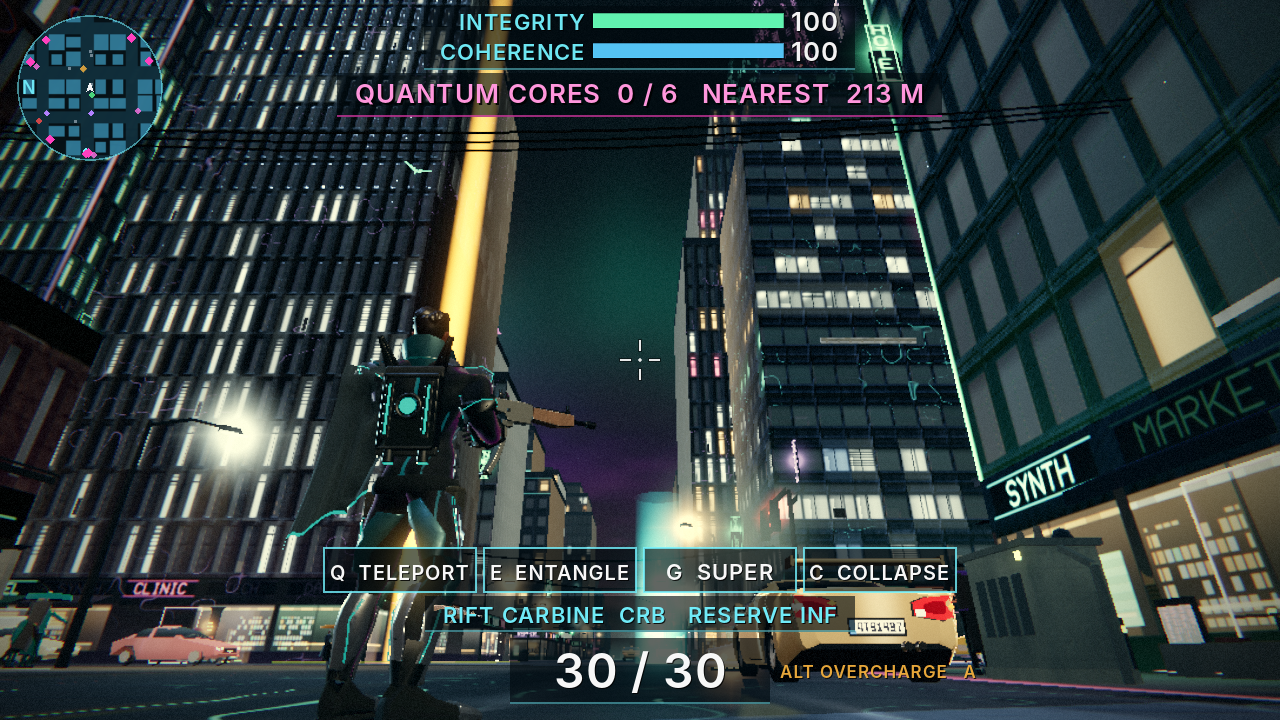 INTEGRITY 100
COHERENCE 100
QUANTUM CORES 0 / 6 NEAREST 213 M
N
HOTE
MARKET
SYNTH
CLINIC
Q TELEPORT
E ENTANGLE
G SUPER
C COLLAPSE
RIFT CARBINE CRB RESERVE INF
30 / 30
ALT OVERCHARGE A